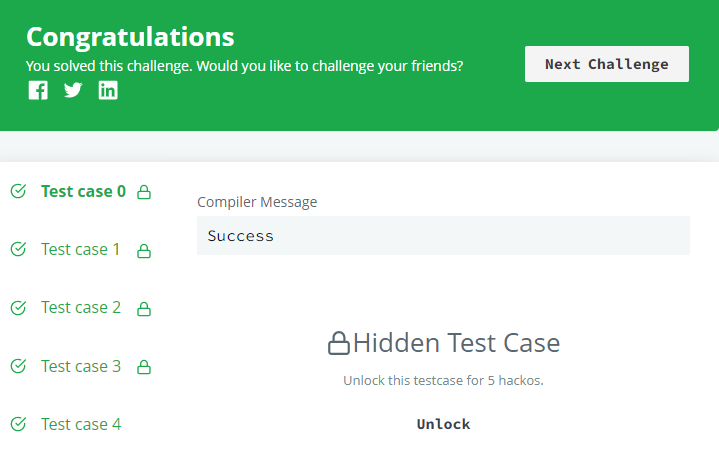 Congratulations
You solved this challenge. Would you like to challenge your friends?
Next Challenge
Test case 0
Test case 1
Test case 2
Test case 3
Test case 4
Compiler Message
Success
Hidden Test Case
Unlock this testcase for 5 hackos.
Unlock